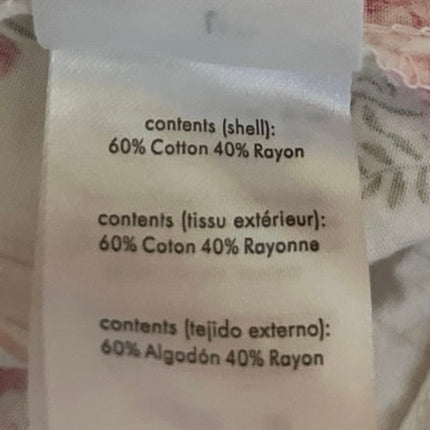 contents (shell):
60% Cotton 40% Rayon
contents (tissu extérieur):
60% Coton 40% Rayonne
contents (tejido externo):
60% Algodón 40% Rayon